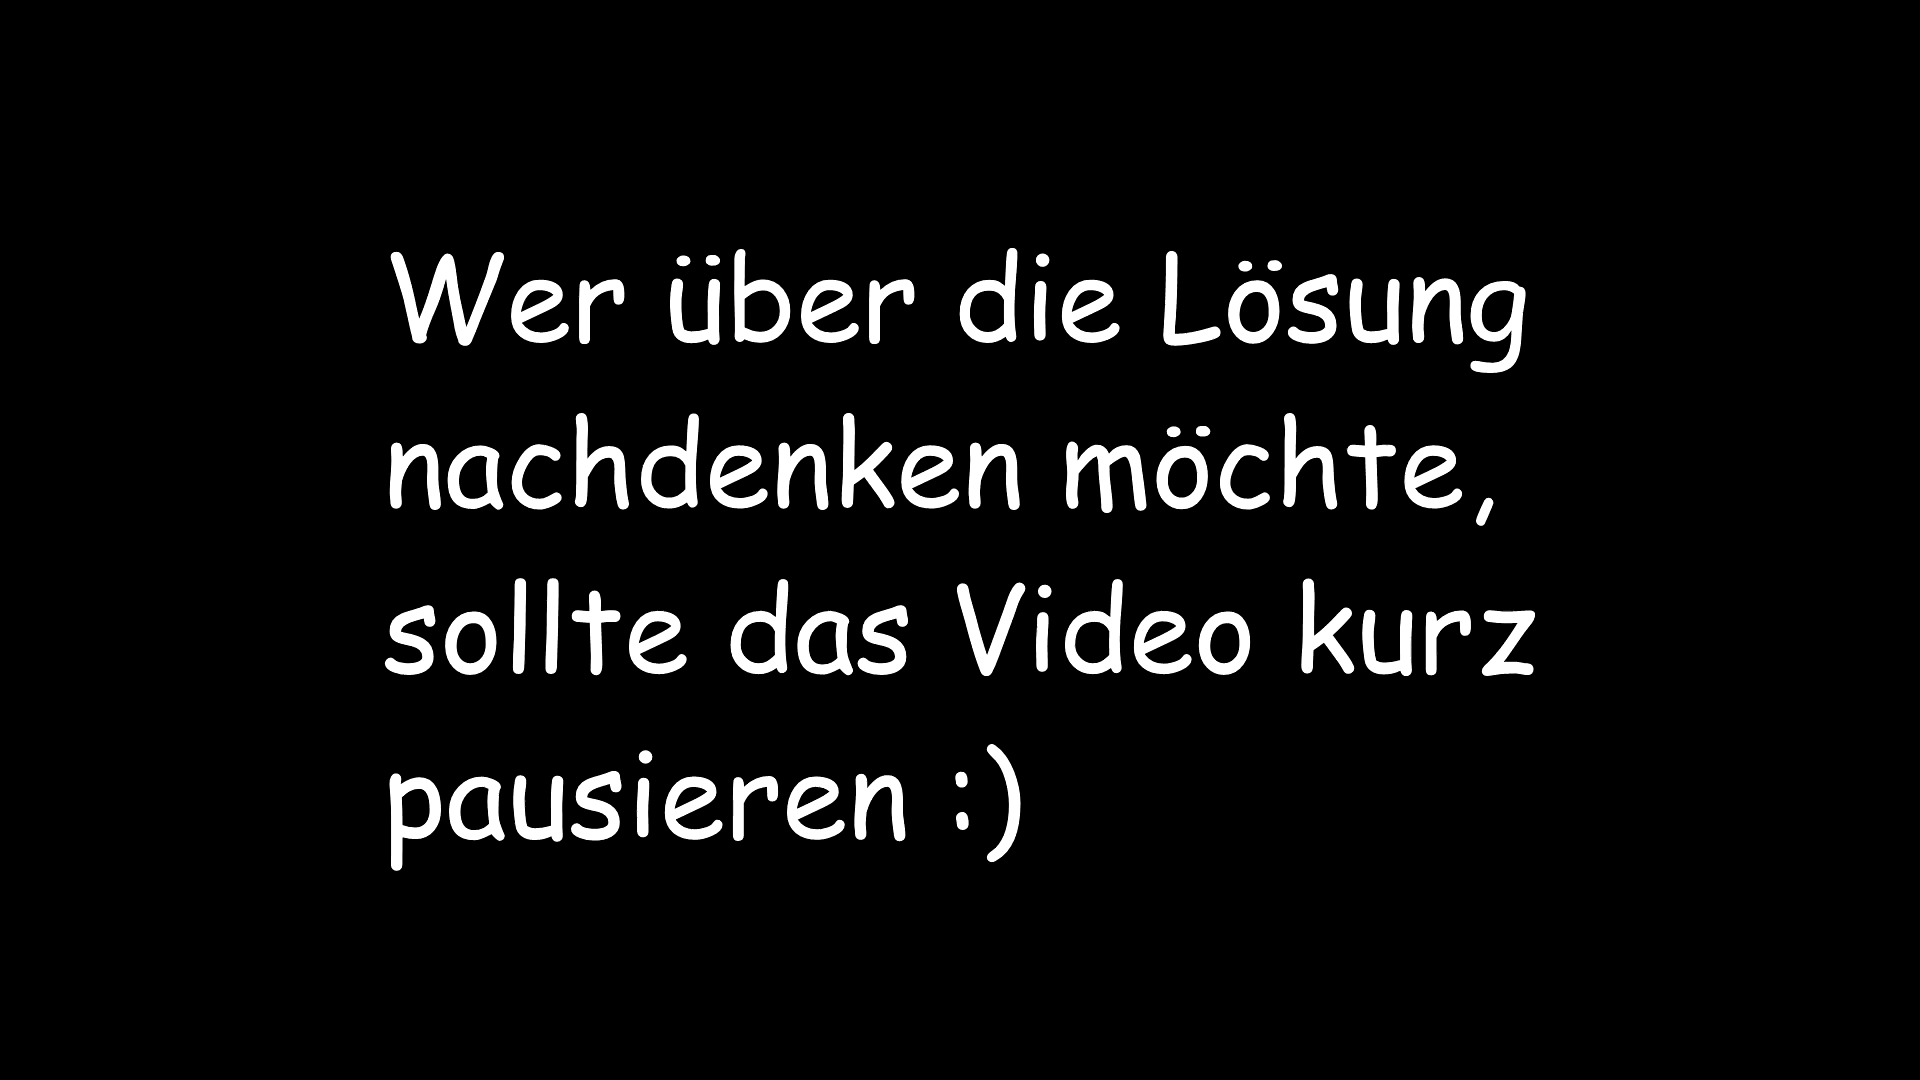 Wer über die Lösung
nachdenken möchte,
sollte das Video kurz
pausieren :)